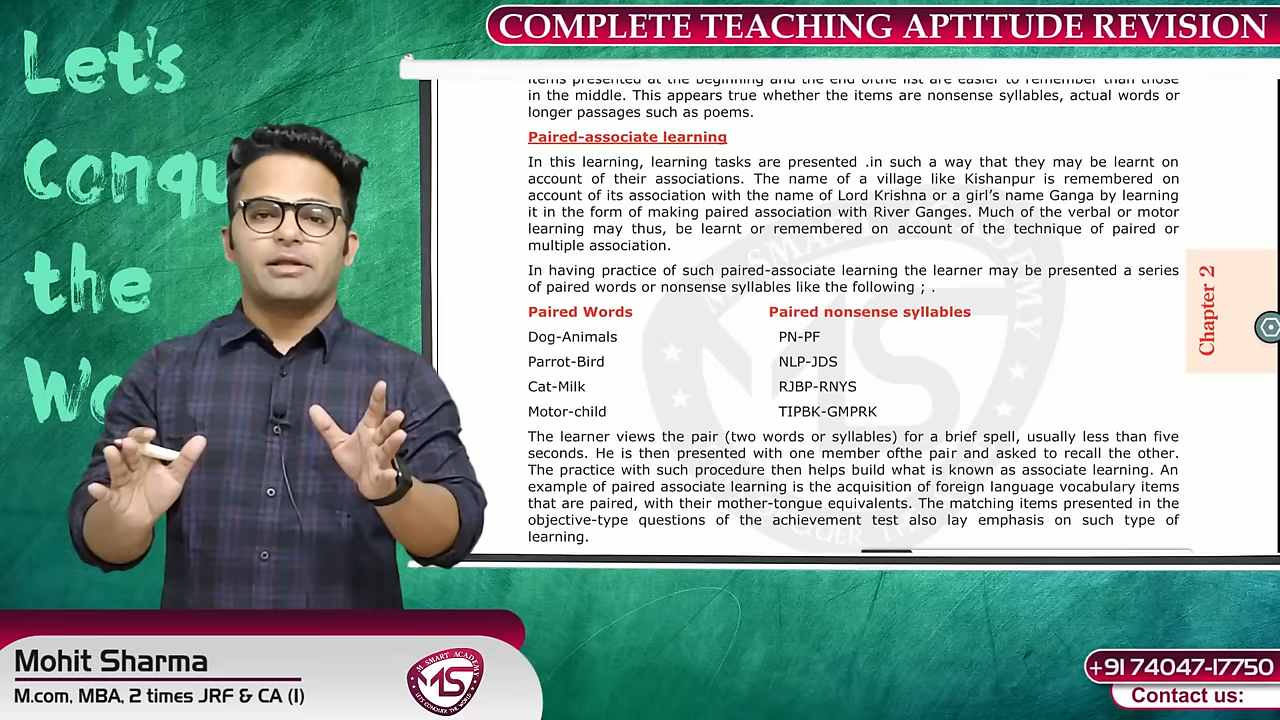 COMPLETE TEACHING APTITUDE REVISION
Let's
Conqu
the
Wo
items presented at the beginning and the end ofthe list are easier to remember than those
in the middle. This appears true whether the items are nonsense syllables, actual words or
longer passages such as poems.
Paired-associate learning
In this learning, learning tasks are presented .in such a way that they may be learnt on
account of their associations. The name of a village like Kishanpur is remembered on
account of its association with the name of Lord Krishna or a girl's name Ganga by learning
it in the form of making paired association with River Ganges. Much of the verbal or motor
learning may thus, be learnt or remembered on account of the technique of paired or
multiple association.
In having practice of such paired-associate learning the learner may be presented a series
of paired words or nonsense syllables like the following ; .
Paired Words Paired nonsense syllables
Dog-Animals PN-PF
Parrot-Bird NLP-JDS
Cat-Milk RJBP-RNYS
Motor-child TIPBK-GMPRK
The learner views the pair (two words or syllables) for a brief spell, usually less than five
seconds. He is then presented with one member ofthe pair and asked to recall the other.
The practice with such procedure then helps build what is known as associate learning. An
example of paired associate learning is the acquisition of foreign language vocabulary items
that are paired, with their mother-tongue equivalents. The matching items presented in the
objective-type questions of the achievement test also lay emphasis on such type of
learning.
Chapter 2
Mohit Sharma
M.com, MBA, 2 times JRF & CA (I)
M SMART ACADEMY
MS
LET'S CONQUER THE WORLD
+91 74047-17750
Contact us: